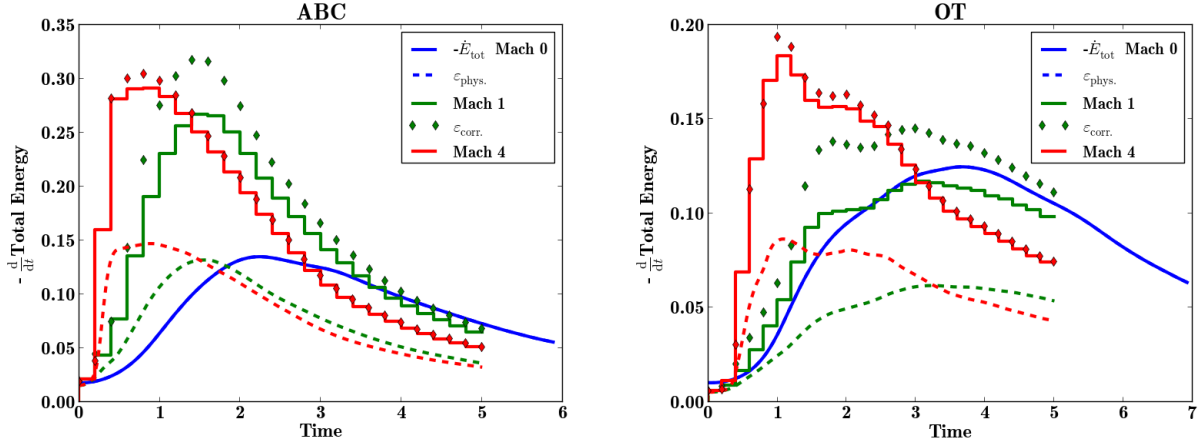 ABC
0.35
0.30
0.25
0.20
0.15
0.10
0.05
0.00
- d/dt Total Energy
0 1 2 3 4 5 6
Time
-Ė_tot Mach 0
ε_phys.
Mach 1
ε_corr.
Mach 4
OT
0.20
0.15
0.10
0.05
0.00
- d/dt Total Energy
0 1 2 3 4 5 6 7
Time
-Ė_tot Mach 0
ε_phys.
Mach 1
ε_corr.
Mach 4